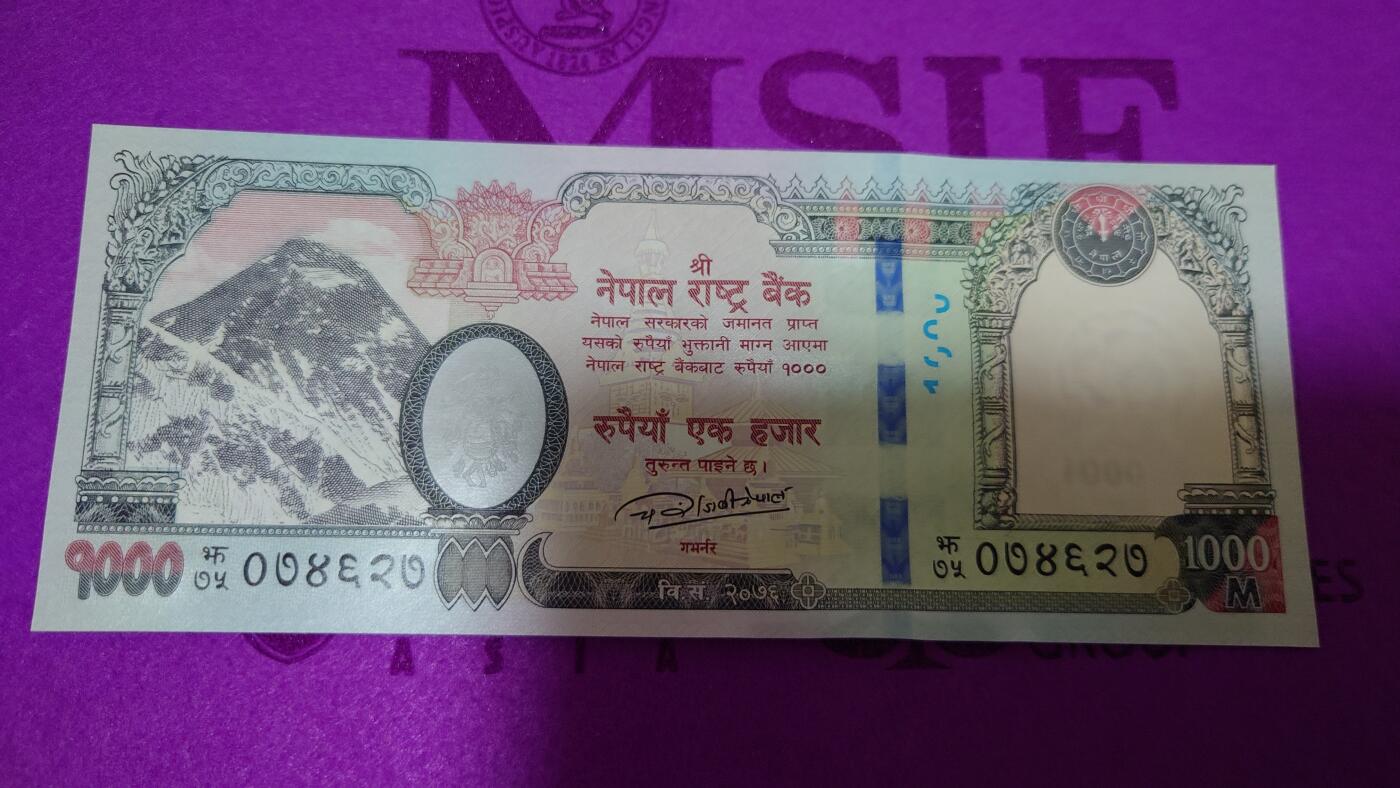 MSIF
श्री
नेपाल राष्ट्र बैंक
नेपाल सरकारको जमानत प्राप्त
यसको रुपैयाँ भुक्तानी माग्न आएमा
नेपाल राष्ट्र बैंकबाट रुपैयाँ १०००
रुपैयाँ एक हजार
तुरुन्त पाइने छ।
गभर्नर
१०००
झ
७५
०७४६२७
वि.सं. २०७६
झ
७५
०७४६२७
1000
M
ASIA